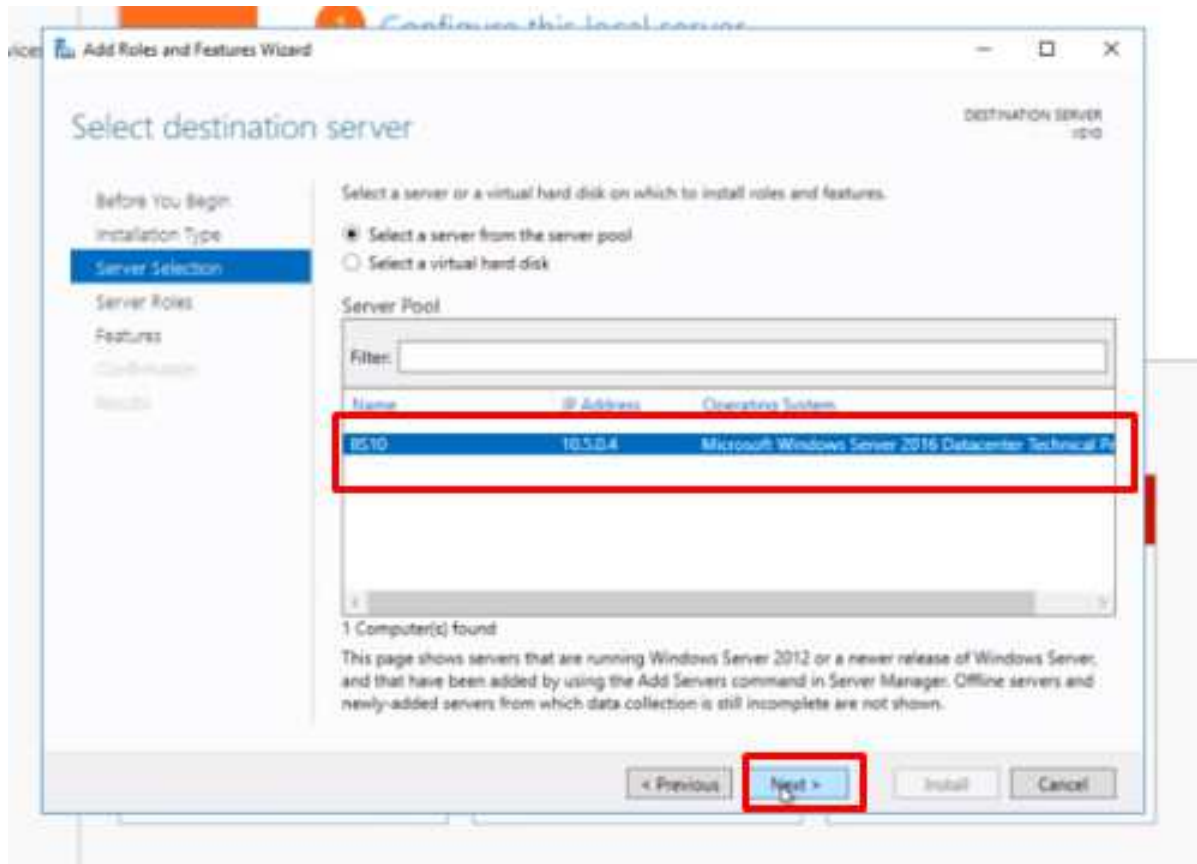 Configure this local server
Add Roles and Features Wizard
Select destination server
DESTINATION SERVER
Before You Begin
Installation Type
Server Selection
Server Roles
Features
Confirmation
Results
Select a server or a virtual hard disk on which to install roles and features.
Select a server from the server pool
Select a virtual hard disk
Server Pool
Filter:
Name IP Address Operating System
IIS10 10.5.0.4 Microsoft Windows Server 2016 Datacenter Technical Pr
1 Computer(s) found
This page shows servers that are running Windows Server 2012 or a newer release of Windows Server,
and that have been added by using the Add Servers command in Server Manager. Offline servers and
newly-added servers from which data collection is still incomplete are not shown.
< Previous Next > Install Cancel